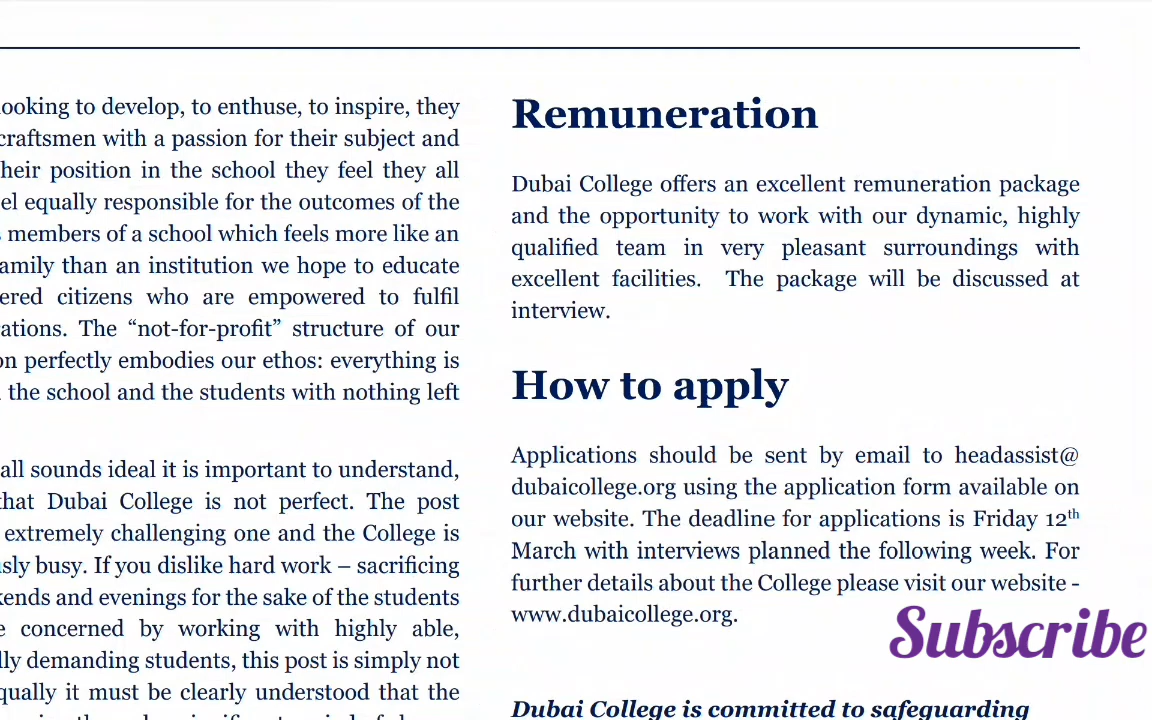 looking to develop, to enthuse, to inspire, they
craftsmen with a passion for their subject and
their position in the school they feel they all
equally responsible for the outcomes of the
members of a school which feels more like an
family than an institution we hope to educate
citizens who are empowered to fulfil
The “not-for-profit” structure of our
perfectly embodies our ethos: everything is
the school and the students with nothing left
all sounds ideal it is important to understand,
that Dubai College is not perfect. The post
extremely challenging one and the College is
busy. If you dislike hard work – sacrificing
and evenings for the sake of the students
concerned by working with highly able,
demanding students, this post is simply not
equally it must be clearly understood that the
Remuneration
Dubai College offers an excellent remuneration package
and the opportunity to work with our dynamic, highly
qualified team in very pleasant surroundings with
excellent facilities. The package will be discussed at
interview.
How to apply
Applications should be sent by email to headassist@
dubaicollege.org using the application form available on
our website. The deadline for applications is Friday 12th
March with interviews planned the following week. For
further details about the College please visit our website -
www.dubaicollege.org.
Subscribe
Dubai College is committed to safeguarding